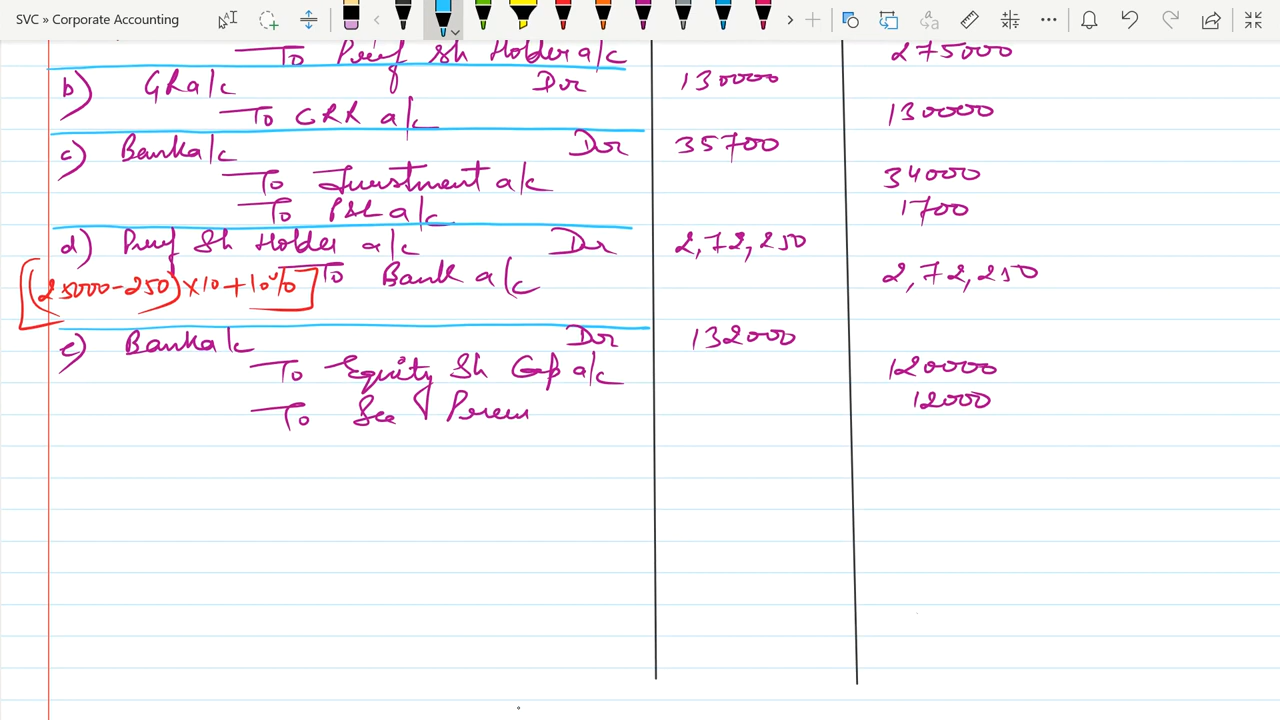 SVC » Corporate Accounting
To Pref Sh Holder a/c 275000
b) GR a/c Dr 130000
To CRR a/c 130000
c) Bank a/c Dr 35700
To Investment a/c 34000
To P&L a/c 1700
d) Pref Sh Holder a/c Dr 2,72,250
To Bank a/c 2,72,250
[(25000-250)×10+10%]
e) Bank a/c Dr 132000
To Equity Sh Cap a/c 120000
To Sec Prem 12000